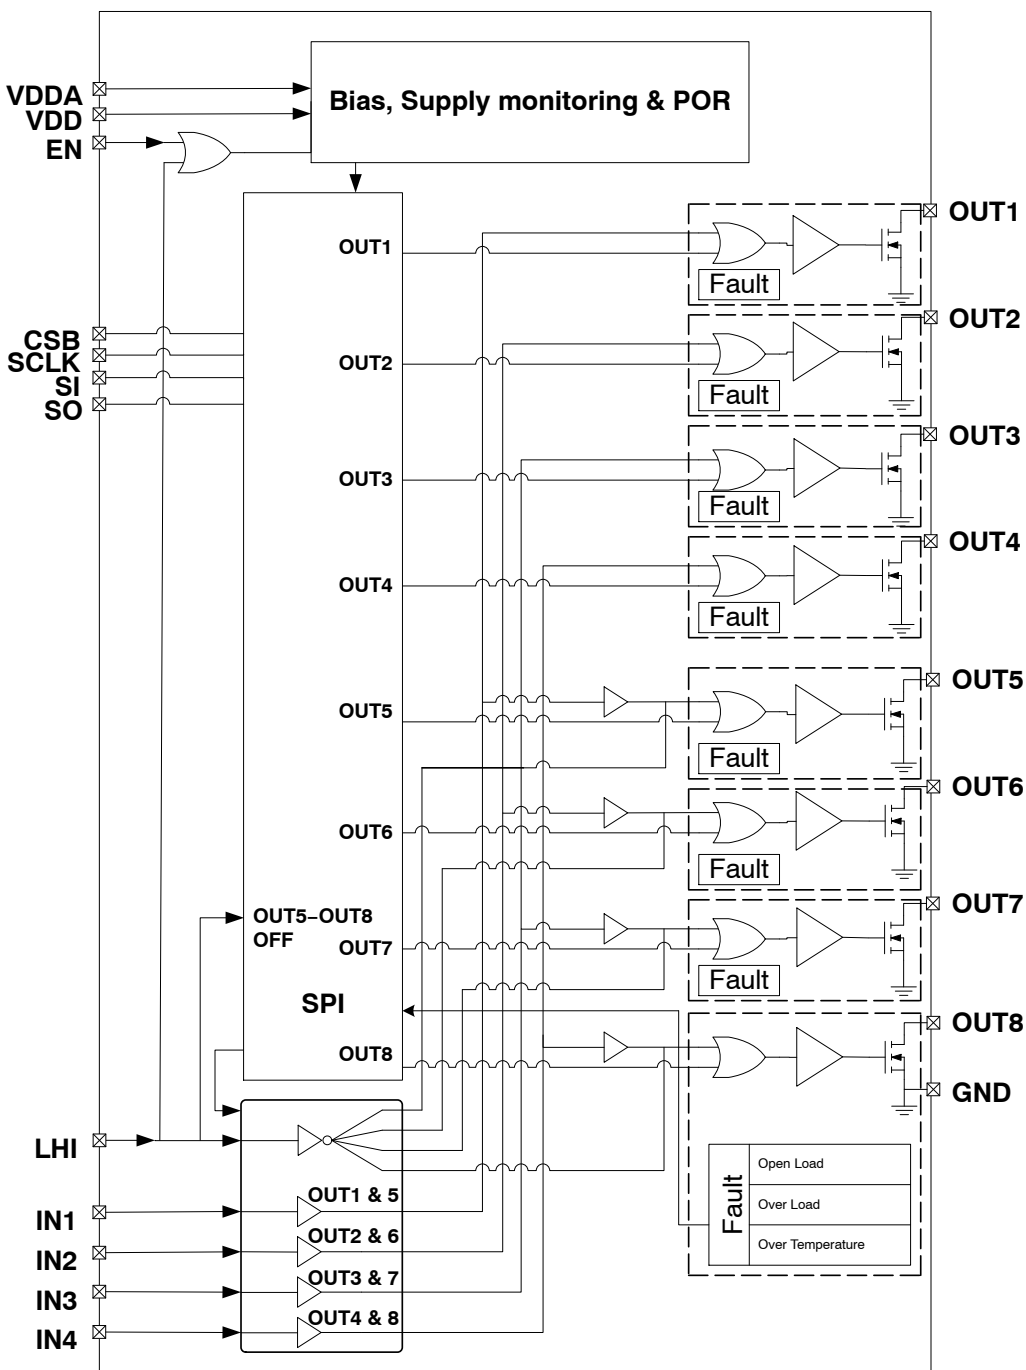 Bias, Supply monitoring & POR
VDDA
VDD
EN
CSB
SCLK
SI
SO
OUT1
OUT2
OUT3
OUT4
OUT5
OUT6
OUT5–OUT8
OFF
OUT7
SPI
OUT8
LHI
IN1
IN2
IN3
IN4
OUT1 & 5
OUT2 & 6
OUT3 & 7
OUT4 & 8
OUT1
Fault
OUT2
Fault
OUT3
Fault
OUT4
Fault
OUT5
Fault
OUT6
Fault
OUT7
Fault
OUT8
GND
Fault
Open Load
Over Load
Over Temperature